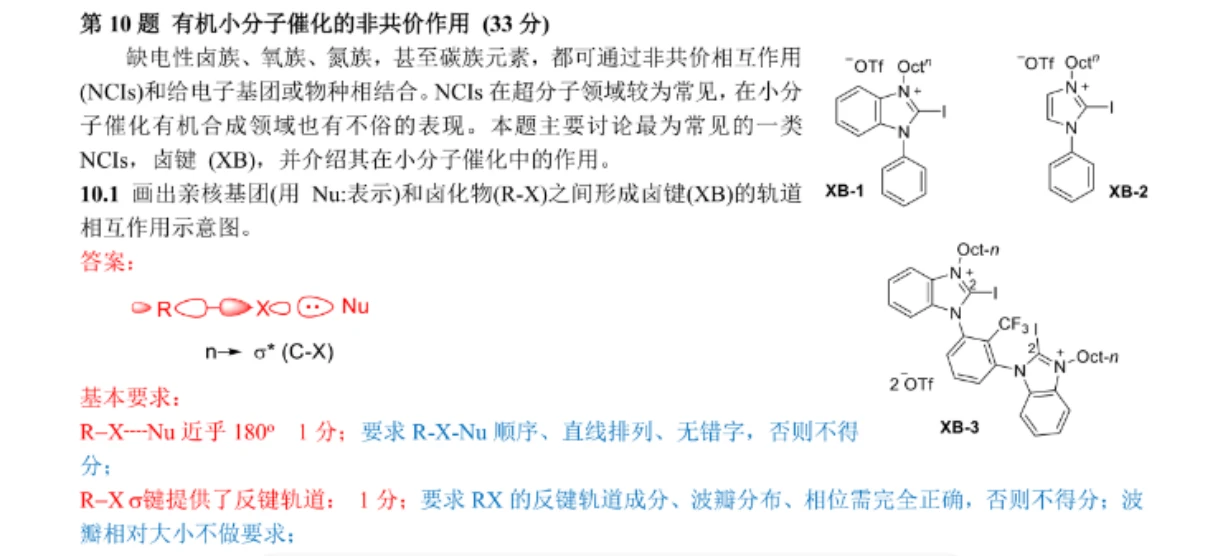 第 10 题 有机小分子催化的非共价作用 (33 分)
缺电性卤族、氧族、氮族，甚至碳族元素，都可通过非共价相互作用
(NCIs)和给电子基团或物种相结合。NCIs 在超分子领域较为常见，在小分
子催化有机合成领域也有不俗的表现。本题主要讨论最为常见的一类
NCIs，卤键 (XB)，并介绍其在小分子催化中的作用。
10.1 画出亲核基团(用 Nu:表示)和卤化物(R-X)之间形成卤键(XB)的轨道
相互作用示意图。
答案：
R X Nu
n→ σ* (C-X)
基本要求：
R–X---Nu 近乎 180º 1 分；要求 R-X-Nu 顺序、直线排列、无错字，否则不得
分；
R–X σ键提供了反键轨道： 1 分；要求 RX 的反键轨道成分、波瓣分布、相位需完全正确，否则不得分；波
瓣相对大小不做要求；
⁻OTf Octⁿ
N +
I
N
XB-1
⁻OTf Octⁿ
N +
I
N
XB-2
Oct-n
N +
2
I
N
CF₃ I
2
+
N N Oct-n
2 ⁻OTf
XB-3